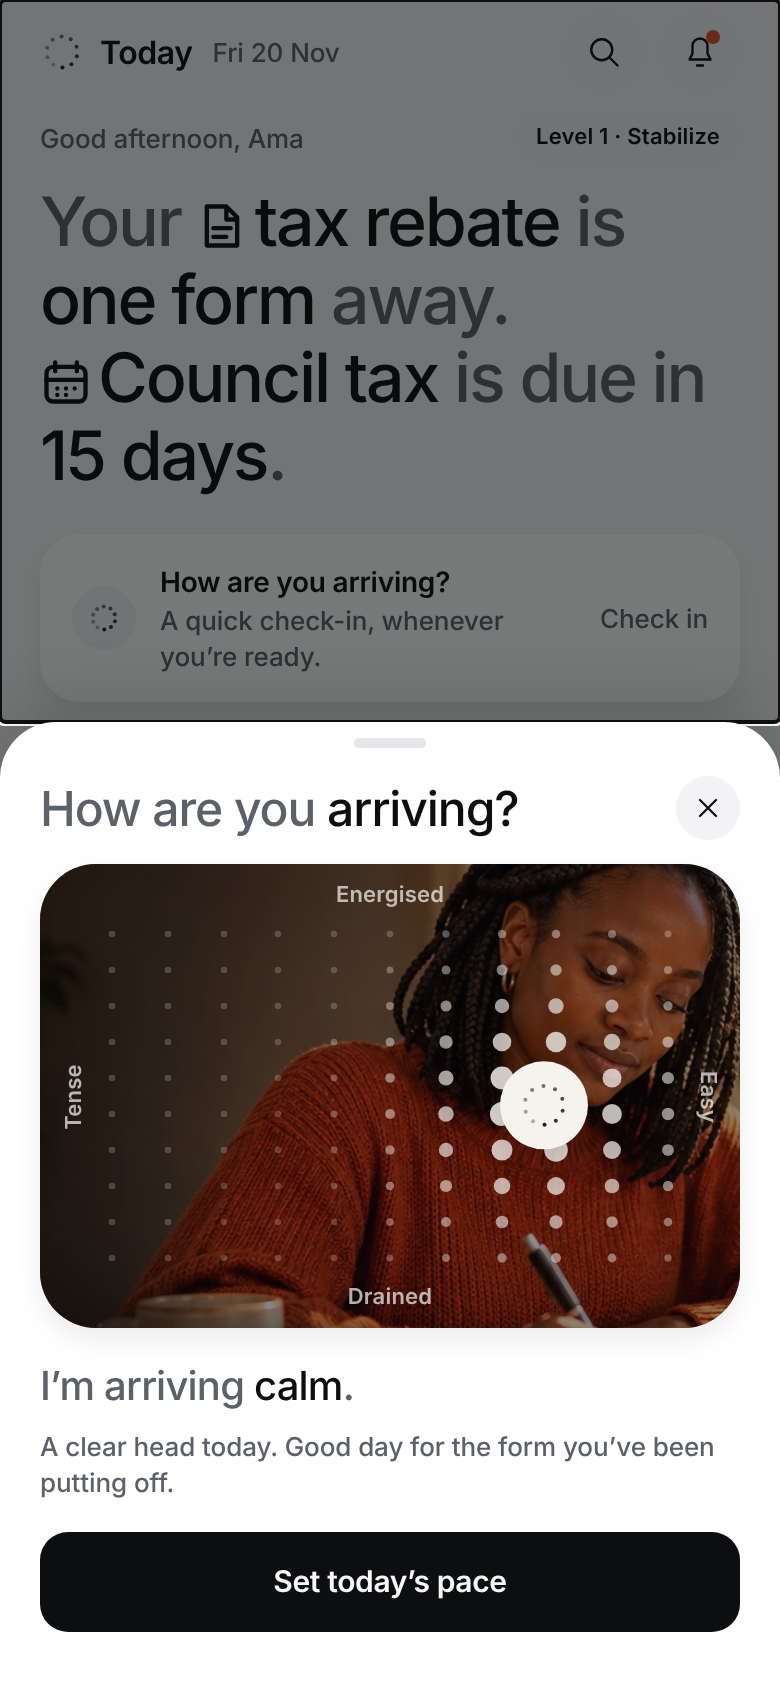 Today Fri 20 Nov
Good afternoon, Ama
Level 1 · Stabilize
Your tax rebate is
one form away.
Council tax is due in
15 days.
How are you arriving?
A quick check-in, whenever
you’re ready.
Check in
How are you arriving?
Energised
Tense
Easy
Drained
I’m arriving calm.
A clear head today. Good day for the form you’ve been
putting off.
Set today’s pace